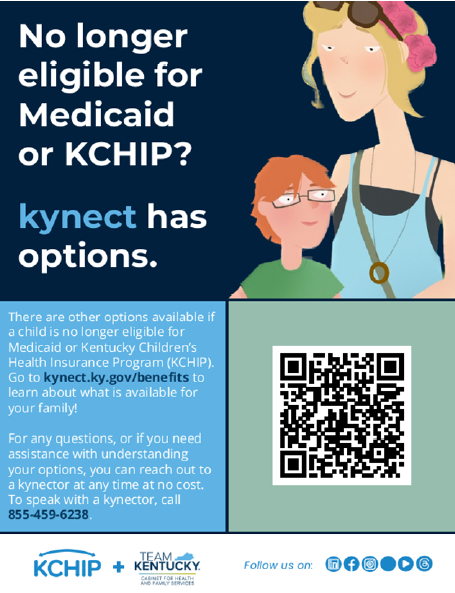 No longer
eligible for
Medicaid
or KCHIP?
kynect has
options.
There are other options available if
a child is no longer eligible for
Medicaid or Kentucky Children's
Health Insurance Program (KCHIP).
Go to kynect.ky.gov/benefits to
learn about what is available for
your family!
For any questions, or if you need
assistance with understanding
your options, you can reach out to
a kynector at any time at no cost.
To speak with a kynector, call
855-459-6238.
KCHIP + TEAM
KENTUCKY.
CABINET FOR HEALTH
AND FAMILY SERVICES
Follow us on: